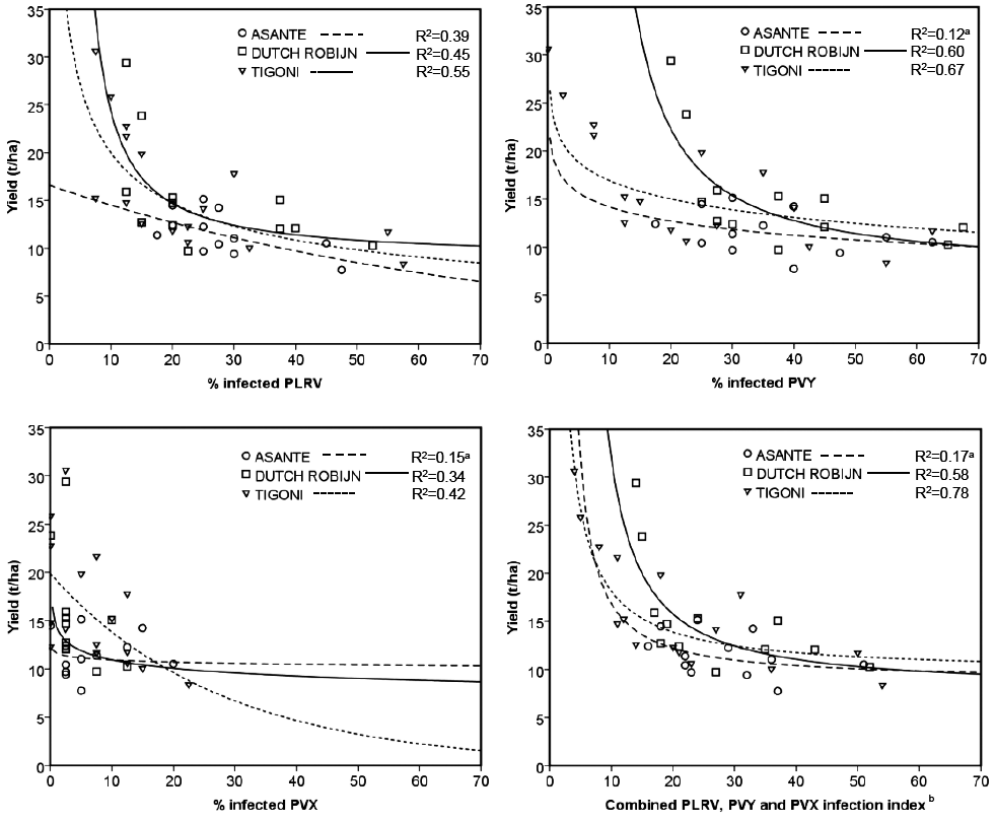 35
30
25
20
15
10
5
0
Yield (t/ha)
ASANTE R²=0.39
DUTCH ROBIJN R²=0.45
TIGONI R²=0.55
0 10 20 30 40 50 60 70
% infected PLRV
35
30
25
20
15
10
5
0
Yield (t/ha)
ASANTE R²=0.12ᵃ
DUTCH ROBIJN R²=0.60
TIGONI R²=0.67
0 10 20 30 40 50 60 70
% infected PVY
35
30
25
20
15
10
5
0
Yield (t/ha)
ASANTE R²=0.15ᵃ
DUTCH ROBIJN R²=0.34
TIGONI R²=0.42
0 10 20 30 40 50 60 70
% infected PVX
35
30
25
20
15
10
5
0
Yield (t/ha)
ASANTE R²=0.17ᵃ
DUTCH ROBIJN R²=0.58
TIGONI R²=0.78
0 10 20 30 40 50 60 70
Combined PLRV, PVY and PVX infection index ᵇ